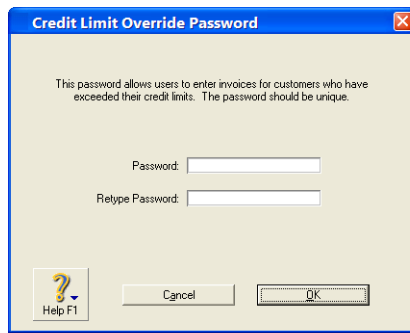 Credit Limit Override Password
This password allows users to enter invoices for customers who have
exceeded their credit limits. The password should be unique.
Password:
Retype Password:
Help F1
Cancel
OK